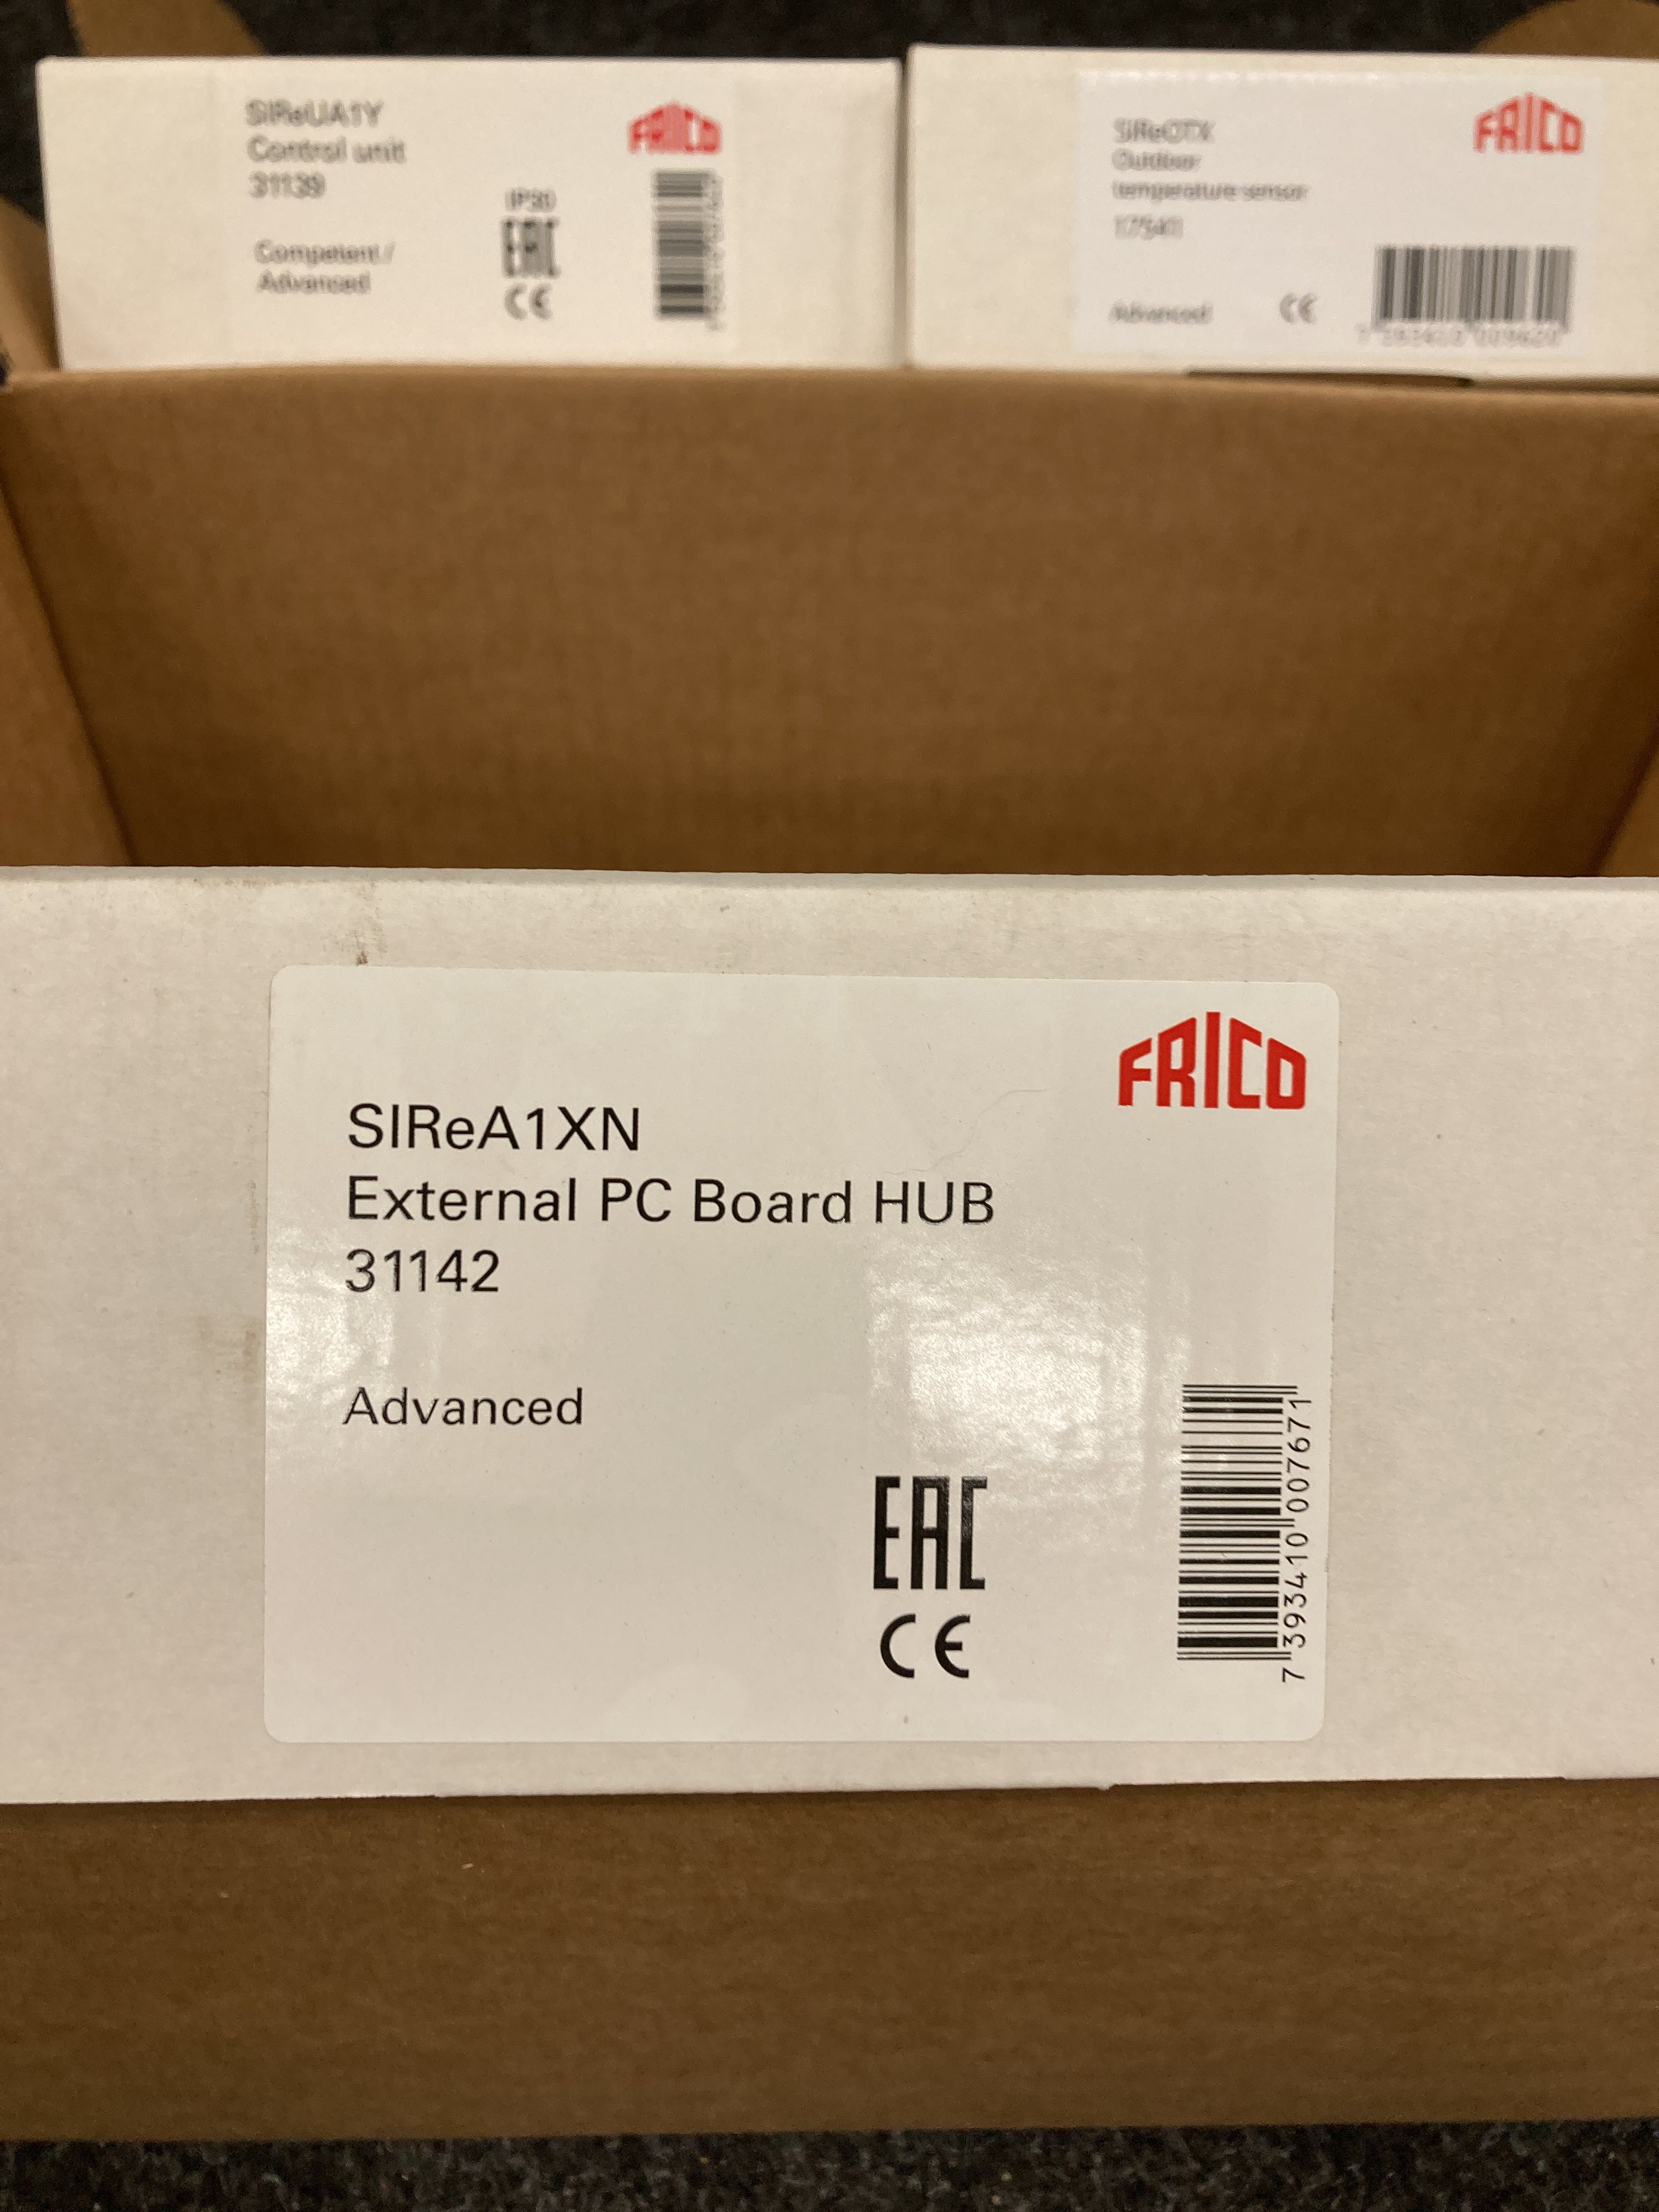 SIReUA1Y
Control unit
31139
Competent /
Advanced
IP30
EAC
CE
FRICO
SIReOTX
Outdoor
temperature sensor
Advanced
CE
FRICO
FRICO
SIReA1XN
External PC Board HUB
31142
Advanced
EAC
CE
7 393410 007671